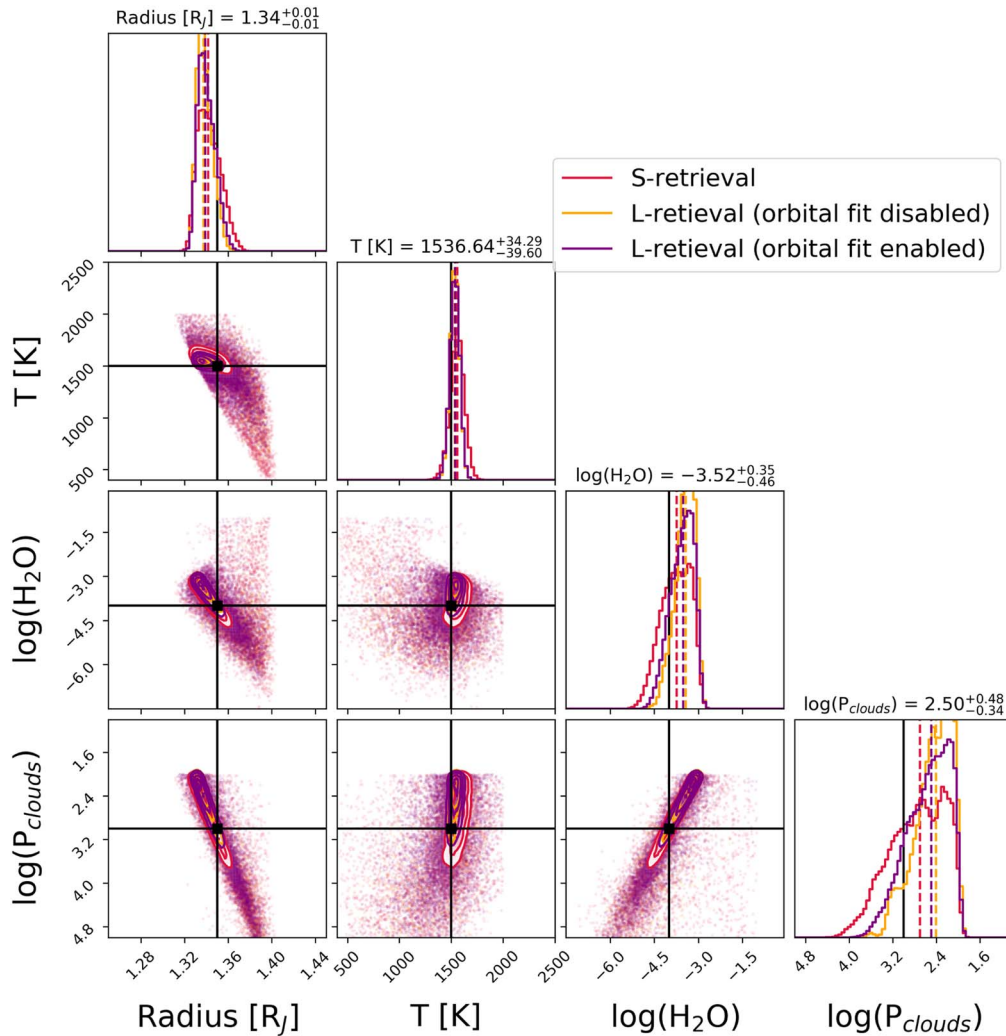 Radius [R_J] = 1.34^{+0.01}_{-0.01}
S-retrieval
L-retieval (orbital fit disabled)
L-retieval (orbital fit enabled)
T [K] = 1536.64^{+34.29}_{-39.60}
T [K]
2500
2000
1500
1000
500
log(H₂O) = −3.52^{+0.35}_{-0.46}
log(H₂O)
−1.5
−3.0
−4.5
−6.0
log(P_{clouds}) = 2.50^{+0.48}_{-0.34}
log(P_{clouds})
1.6
2.4
3.2
4.0
4.8
1.28 1.32 1.36 1.40 1.44
500 1000 1500 2000 2500
−6.0 −4.5 −3.0 −1.5
4.8 4.0 3.2 2.4 1.6
Radius [R_J] T [K] log(H₂O) log(P_{clouds})